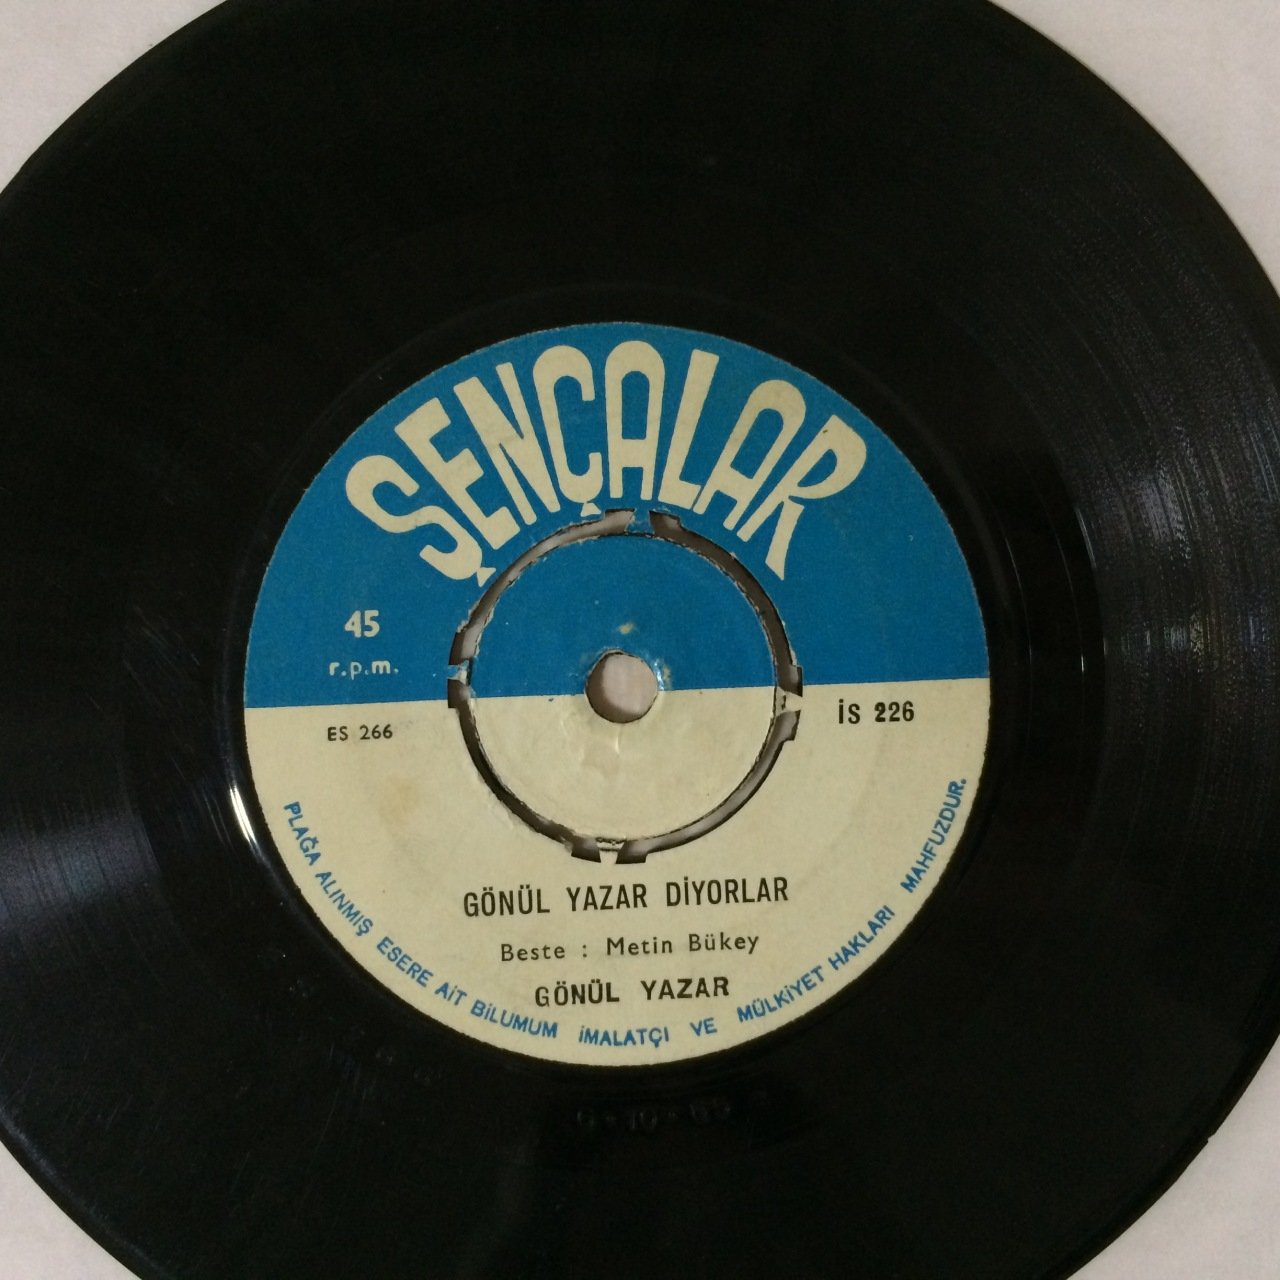 ŞENÇALAR
45
r.p.m.
ES 266
İS 226
GÖNÜL YAZAR DİYORLAR
Beste : Metin Bükey
GÖNÜL YAZAR
PLAĞA ALINMIŞ ESERE AİT BİLUMUM İMALATÇI VE MÜLKİYET HAKLARI MAHFUZDUR.